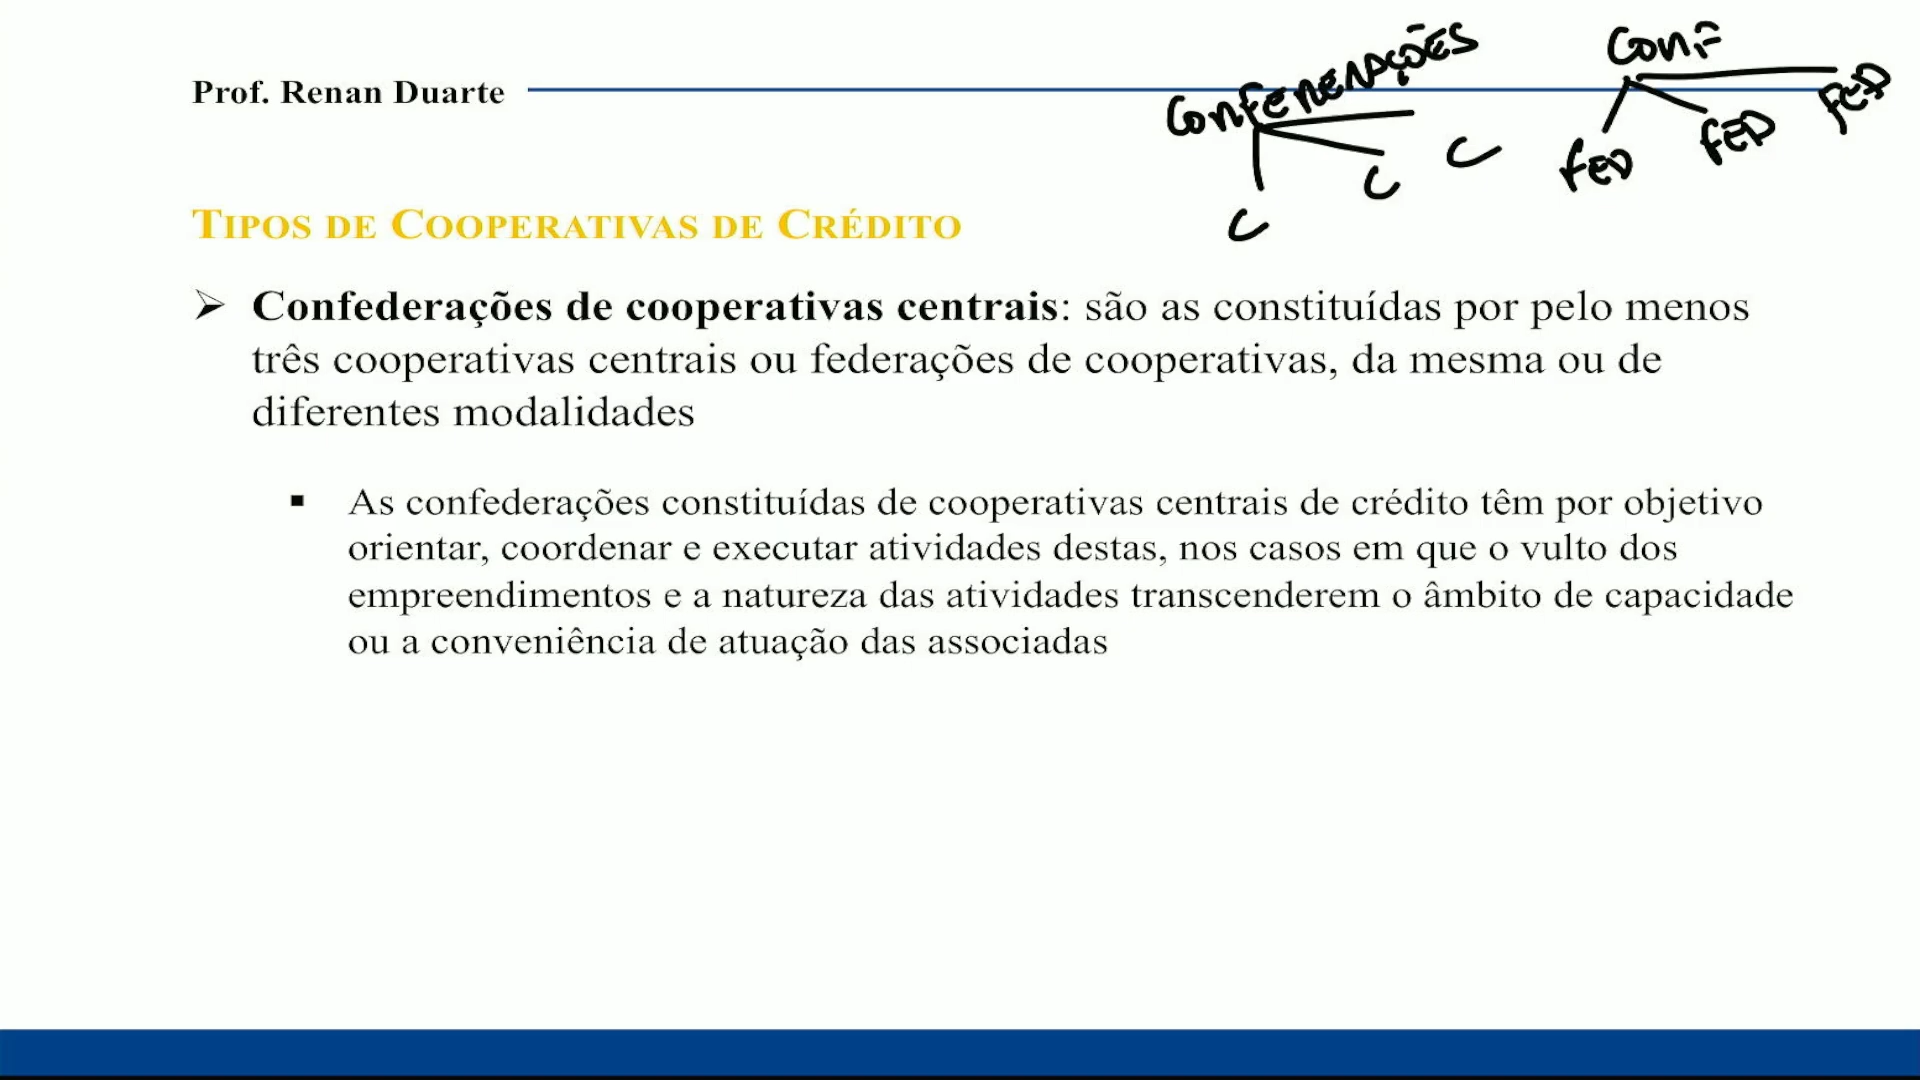 CONFEDERAÇÕES
C
C
C
CONF
FED
FED
FED
Prof. Renan Duarte
TIPOS DE COOPERATIVAS DE CRÉDITO
➢ Confederações de cooperativas centrais: são as constituídas por pelo menos
três cooperativas centrais ou federações de cooperativas, da mesma ou de
diferentes modalidades
▪ As confederações constituídas de cooperativas centrais de crédito têm por objetivo
orientar, coordenar e executar atividades destas, nos casos em que o vulto dos
empreendimentos e a natureza das atividades transcenderem o âmbito de capacidade
ou a conveniência de atuação das associadas